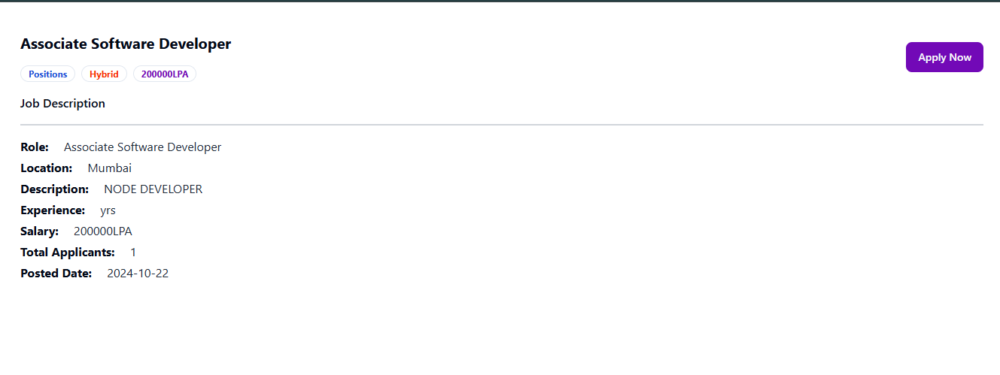 Associate Software Developer
Apply Now
Positions Hybrid 200000LPA
Job Description
Role: Associate Software Developer
Location: Mumbai
Description: NODE DEVELOPER
Experience: yrs
Salary: 200000LPA
Total Applicants: 1
Posted Date: 2024-10-22